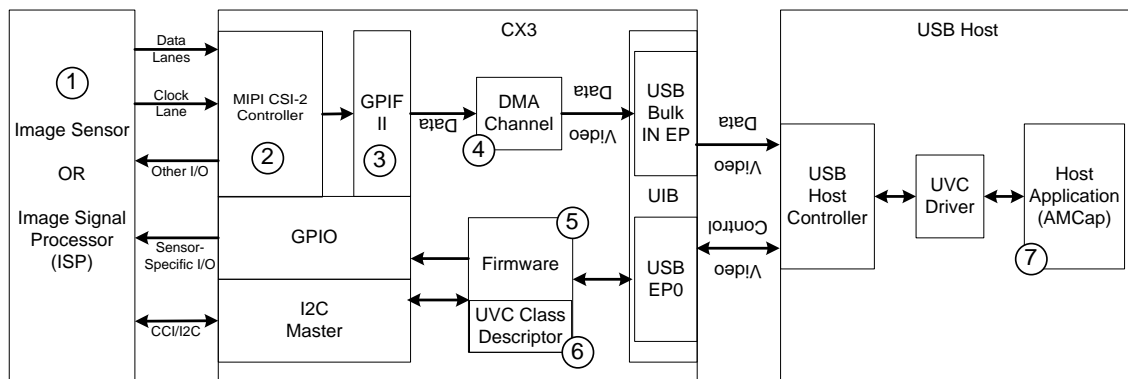 CX3
USB Host
Data
Lanes
1
Image Sensor
OR
Image Signal
Processor
(ISP)
Clock
Lane
Other I/O
Sensor-
Specific I/O
CCI/I2C
MIPI CSI-2
Controller
2
GPIF
II
3
Data
DMA
Channel
4
Data
Video
USB
Bulk
IN EP
UIB
Data
Video
GPIO
I2C
Master
5
Firmware
UVC Class
Descriptor
6
USB
EP0
Control
Video
USB
Host
Controller
UVC
Driver
Host
Application
(AMCap)
7